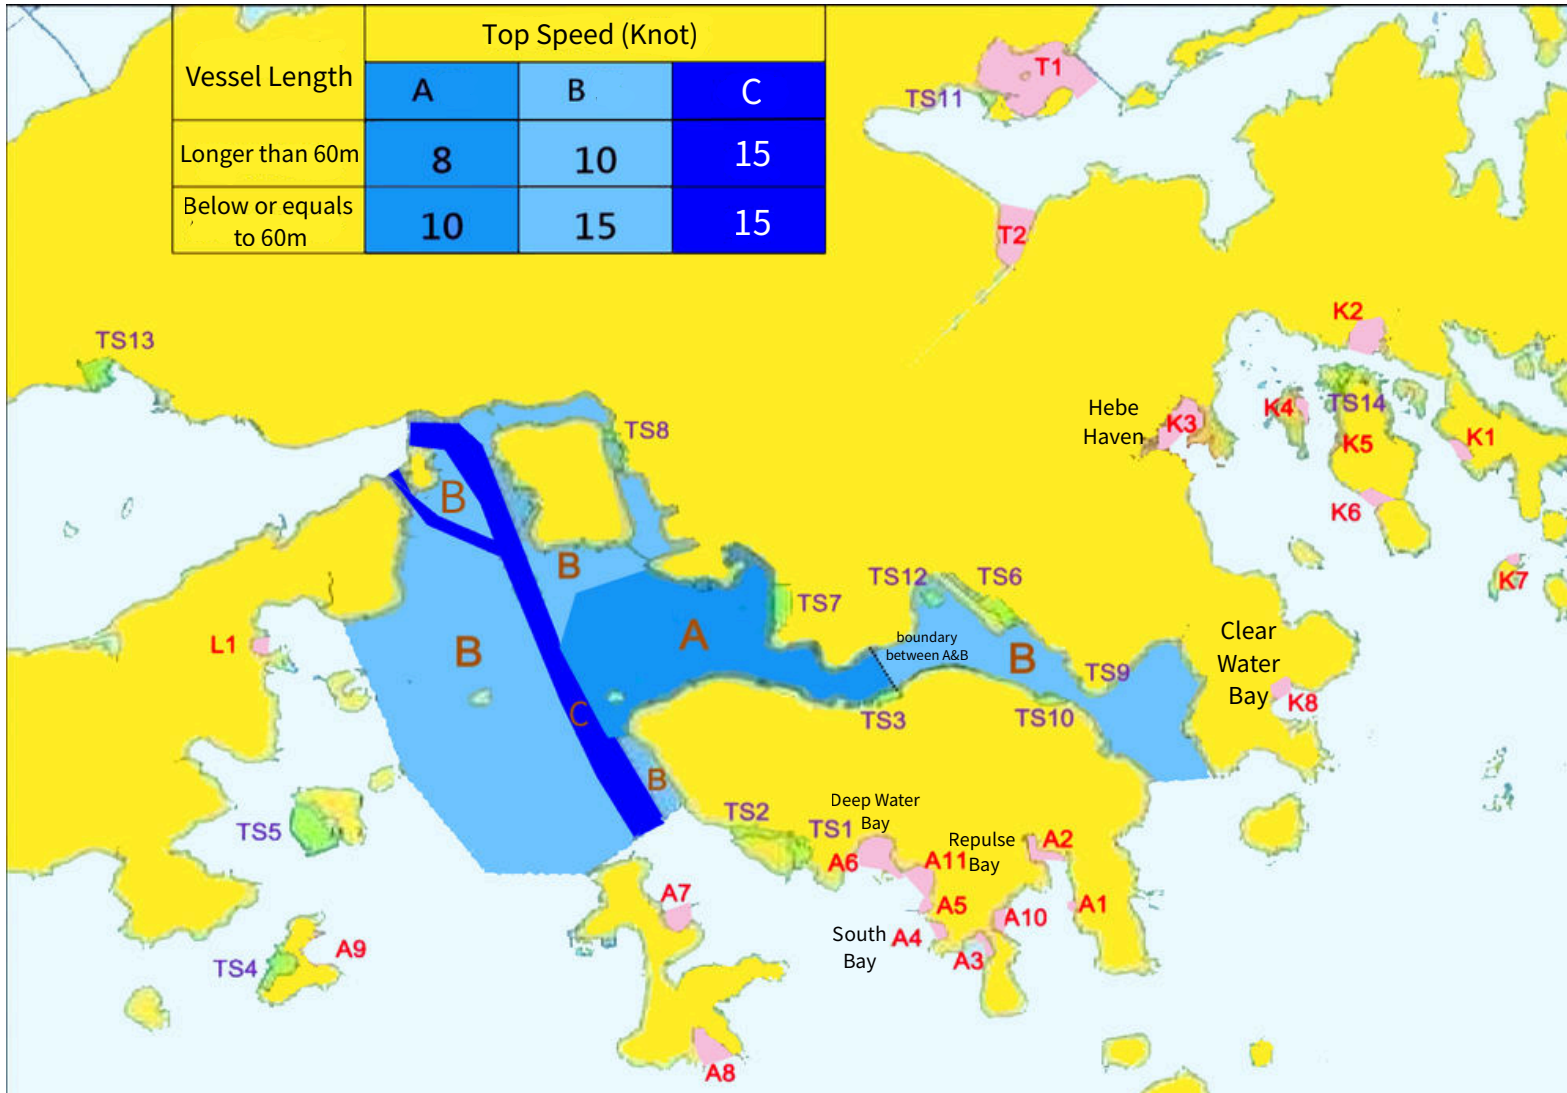 Top Speed (Knot)
Vessel Length
A
B
C
Longer than 60m
8
10
15
Below or equals
to 60m
10
15
15
T1
TS11
T2
TS13
K2
Hebe
Haven
K3
K4
TS14
K5
K1
K6
TS8
B
B
K7
TS12
TS6
TS7
L1
B
A
boundary
between A&B
B
Clear
Water
Bay
TS9
K8
C
TS3
TS10
B
Deep Water
Bay
TS2
TS1
TS5
Repulse
Bay
A2
A6
A11
A7
A5
A10
A1
South
Bay
A4
A9
A3
TS4
A8